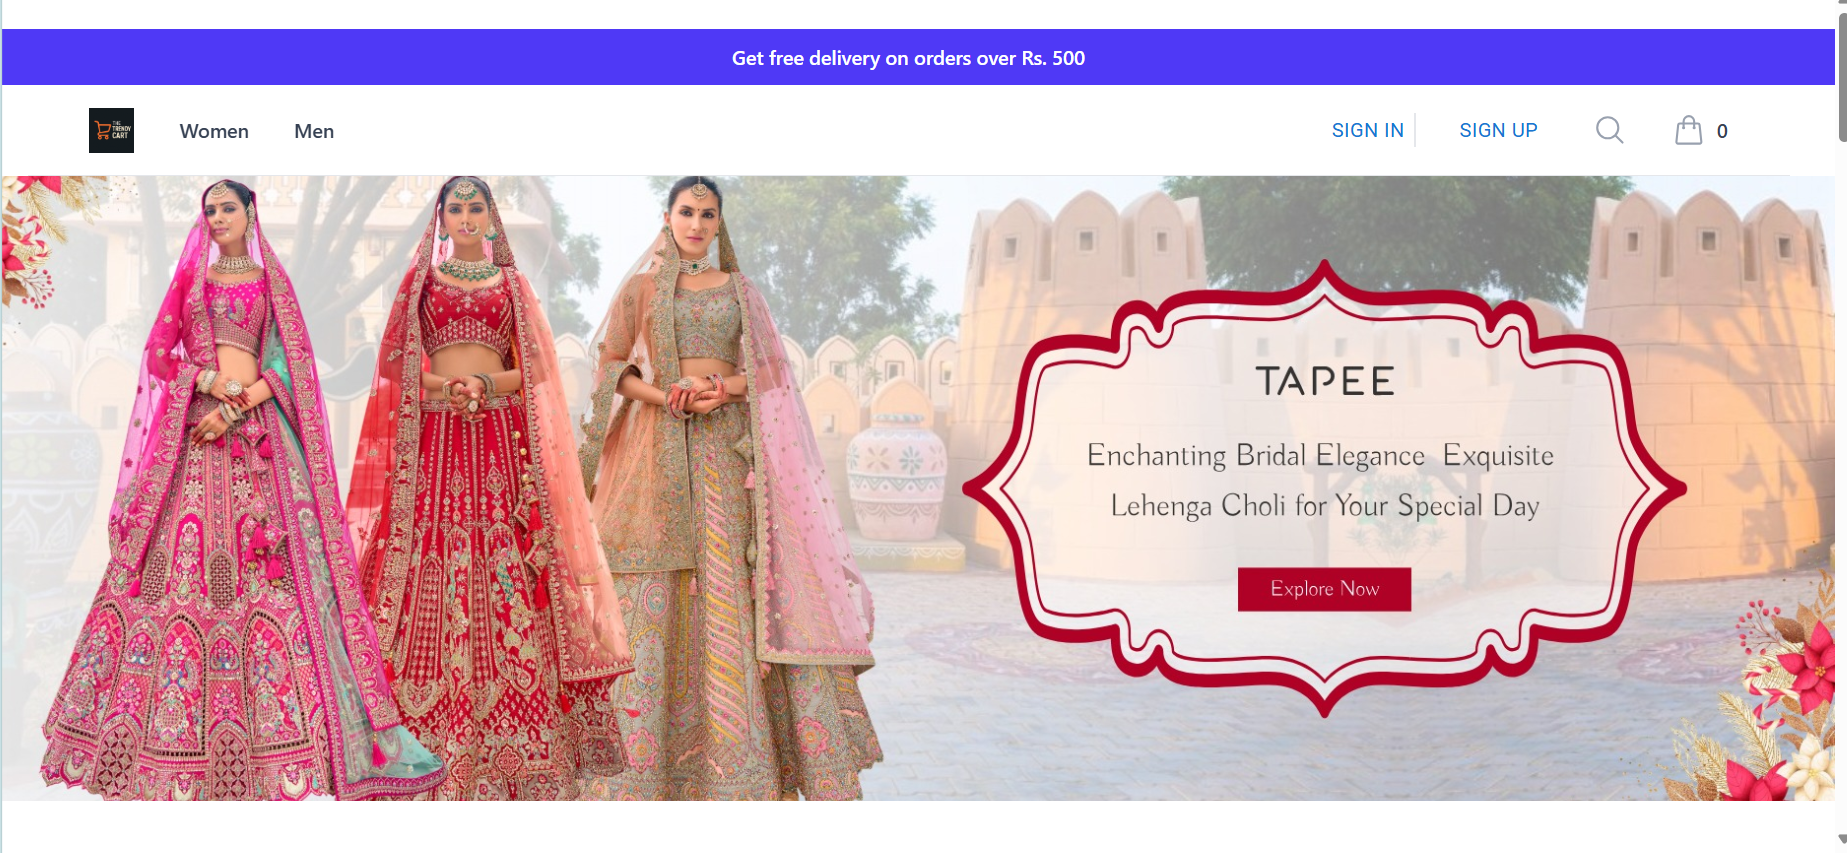 Get free delivery on orders over Rs. 500
THE
TRENDY
CART
Women
Men
SIGN IN
SIGN UP
0
TAPEE
Enchanting Bridal Elegance Exquisite
Lehenga Choli for Your Special Day
Explore Now